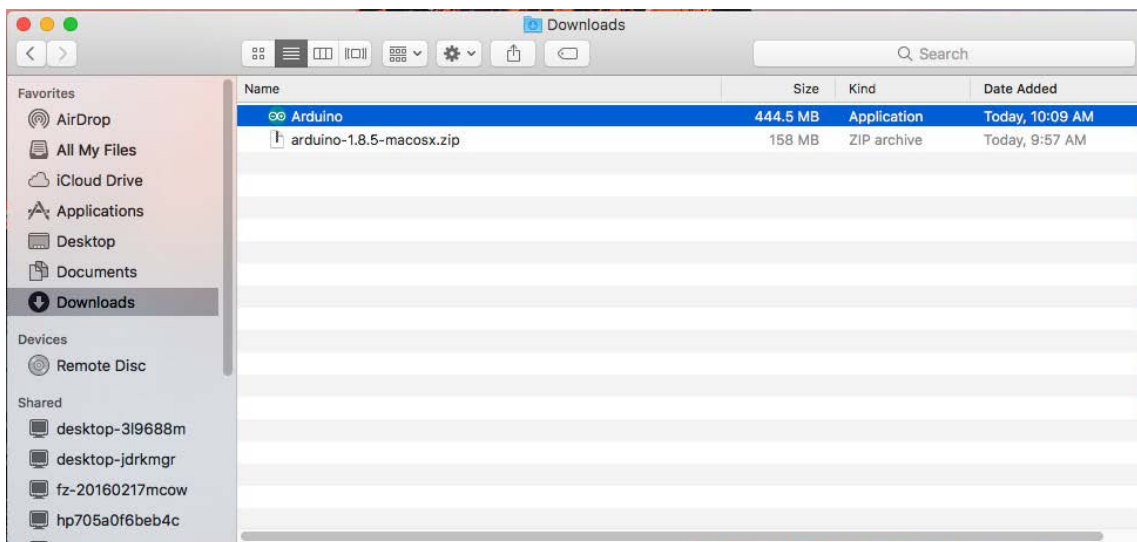 Downloads
Search
Favorites
AirDrop
All My Files
iCloud Drive
Applications
Desktop
Documents
Downloads
Devices
Remote Disc
Shared
desktop-3l9688m
desktop-jdrkmgr
fz-20160217mcow
hp705a0f6beb4c
Name Size Kind Date Added
Arduino 444.5 MB Application Today, 10:09 AM
arduino-1.8.5-macosx.zip 158 MB ZIP archive Today, 9:57 AM